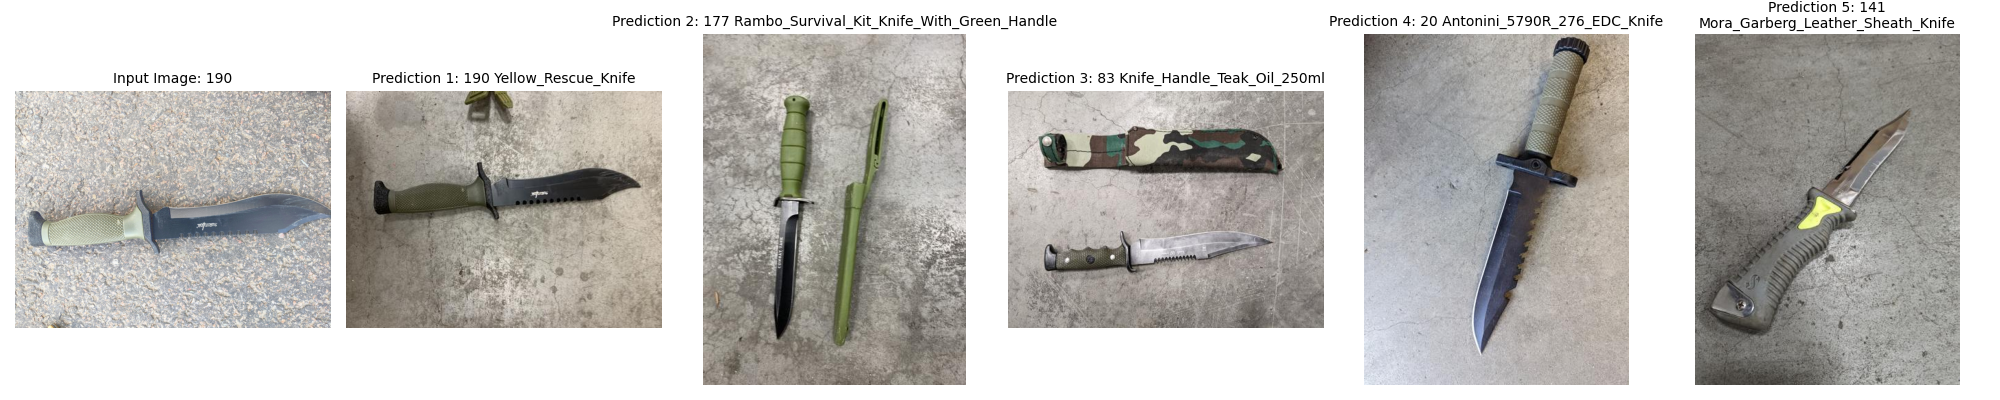 Input Image: 190
Prediction 1: 190 Yellow_Rescue_Knife
Prediction 2: 177 Rambo_Survival_Kit_Knife_With_Green_Handle
Prediction 3: 83 Knife_Handle_Teak_Oil_250ml
Prediction 4: 20 Antonini_5790R_276_EDC_Knife
Prediction 5: 141
Mora_Garberg_Leather_Sheath_Knife